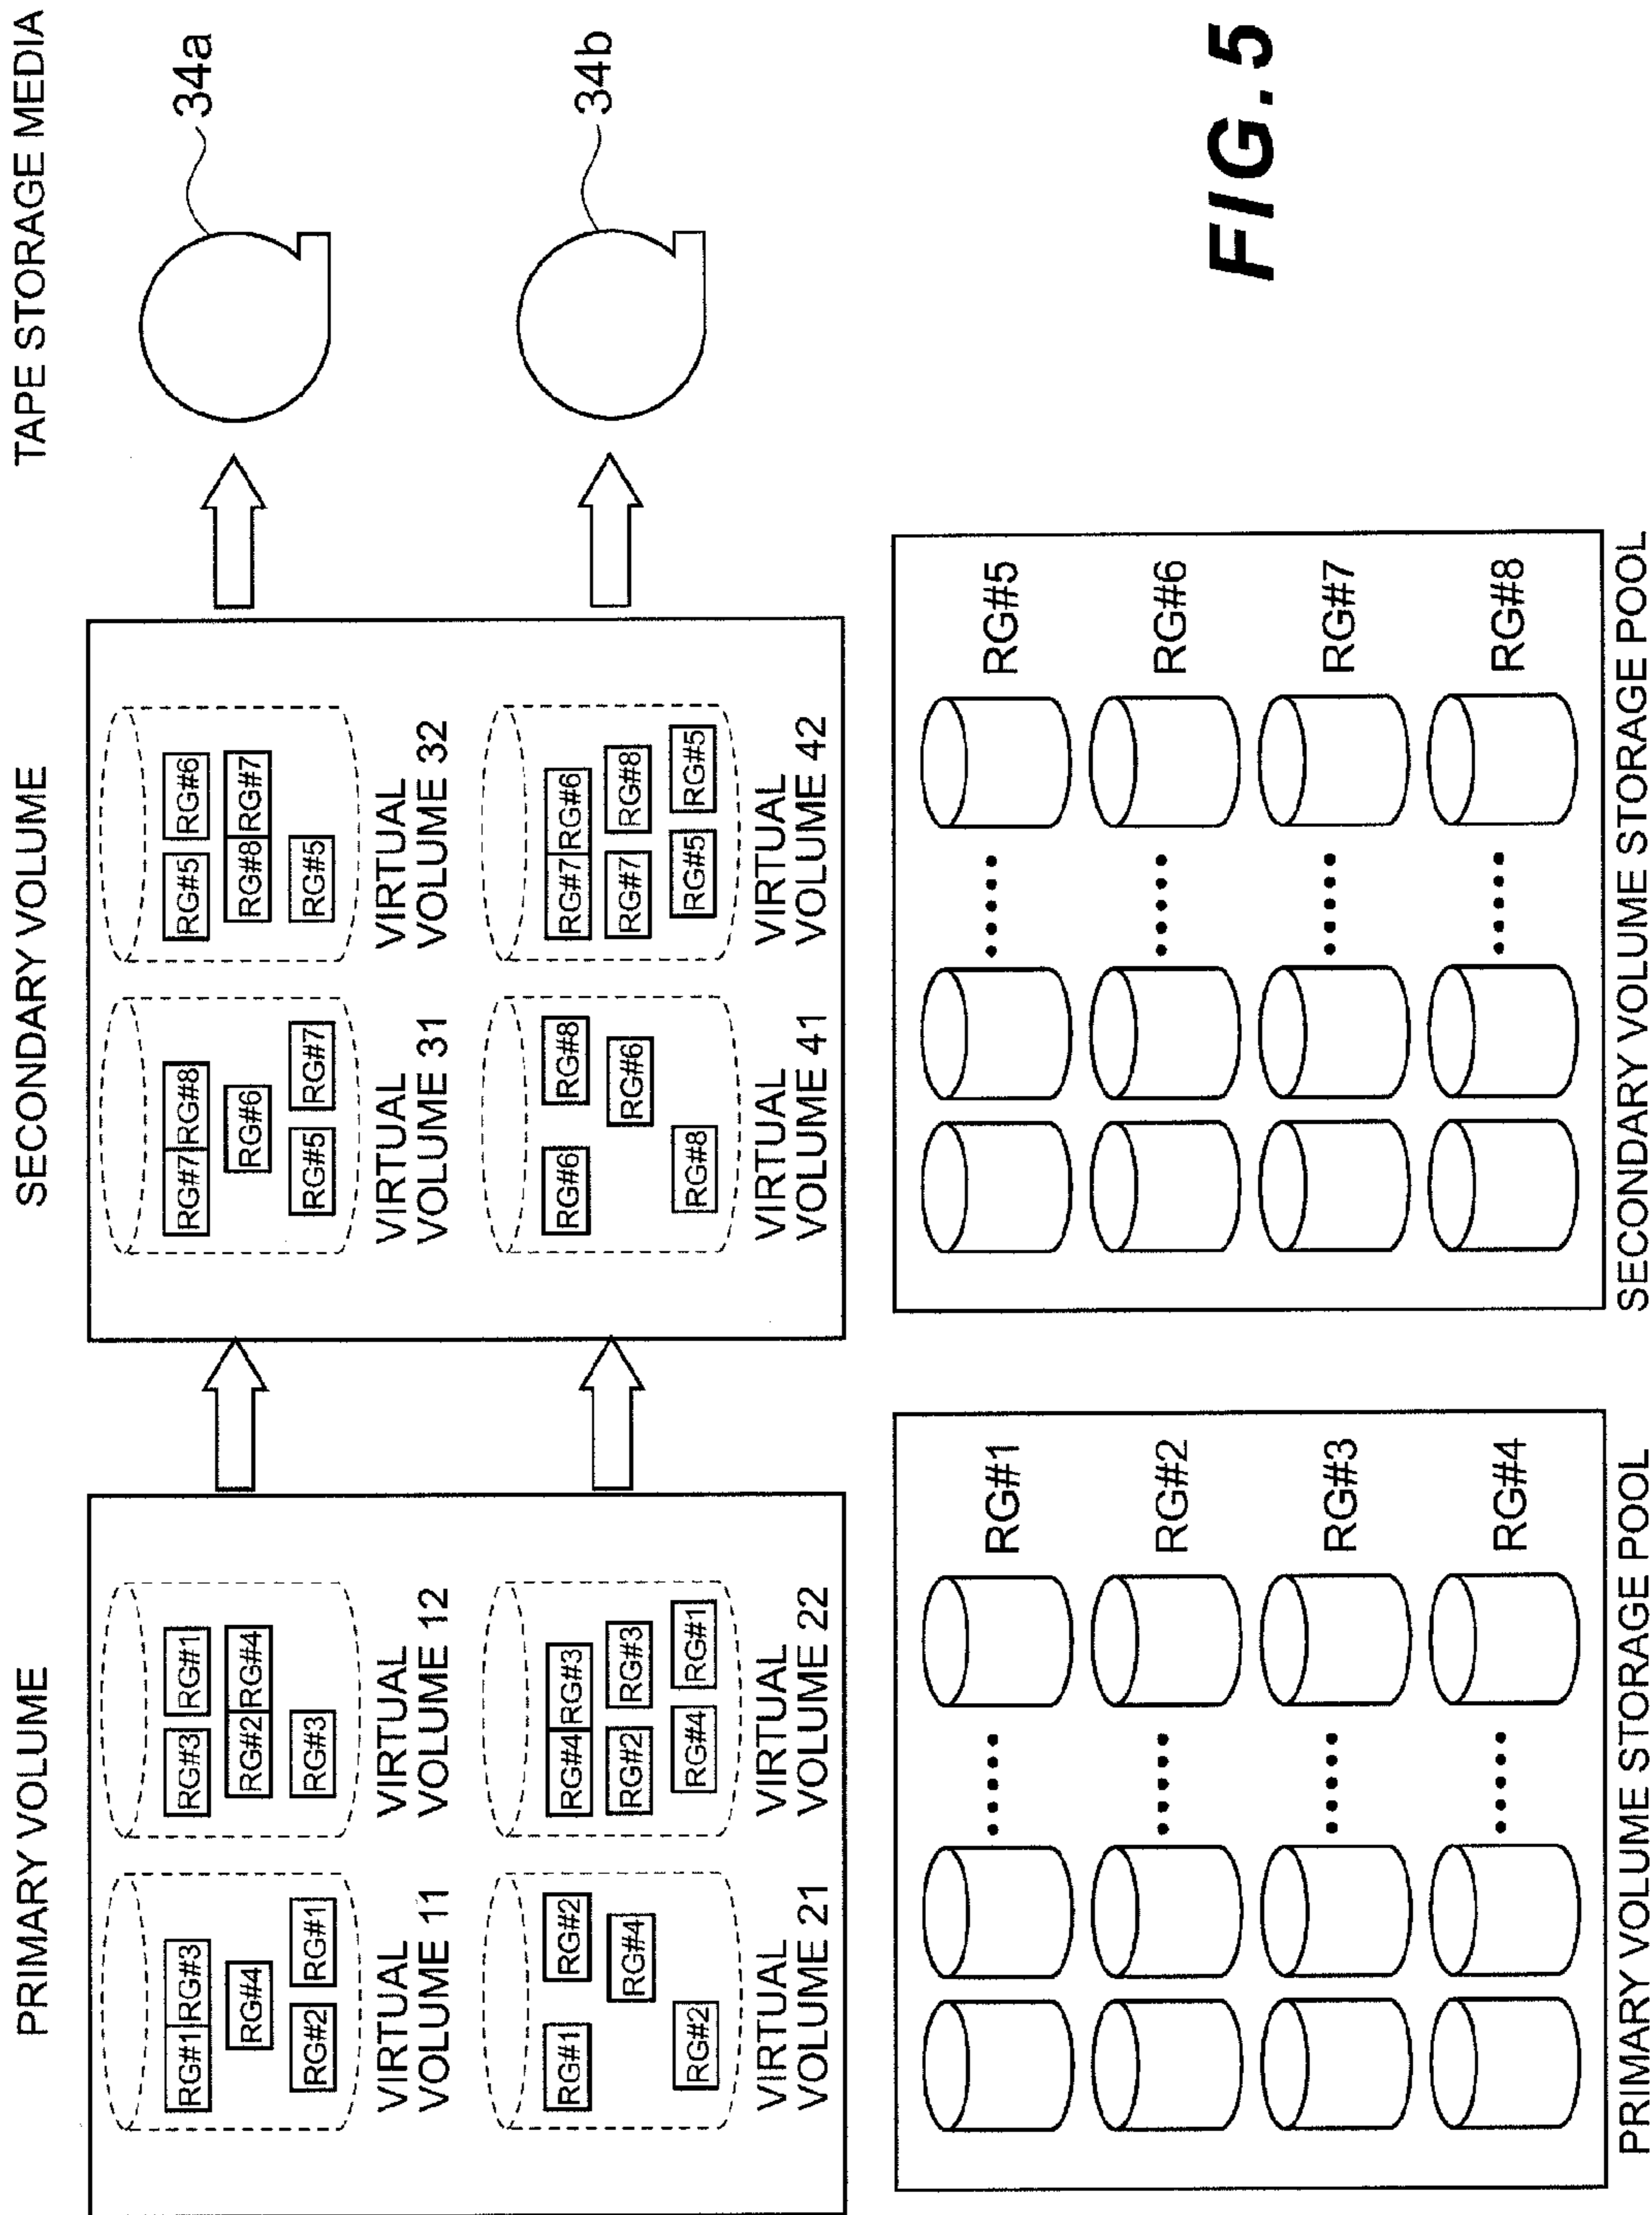 PRIMARY VOLUME
SECONDARY VOLUME
TAPE STORAGE MEDIA
RG#1 RG#3
RG#4
RG#2 RG#1
VIRTUAL
VOLUME 11
RG#3 RG#1
RG#2 RG#4
RG#3
VIRTUAL
VOLUME 12
RG#1 RG#2
RG#4
RG#2
VIRTUAL
VOLUME 21
RG#4 RG#3
RG#2 RG#3
RG#4 RG#1
VIRTUAL
VOLUME 22
RG#7 RG#8
RG#6
RG#5 RG#7
VIRTUAL
VOLUME 31
RG#5 RG#6
RG#8 RG#7
RG#5
VIRTUAL
VOLUME 32
RG#6 RG#8
RG#6
RG#8
VIRTUAL
VOLUME 41
RG#7 RG#6
RG#7 RG#8
RG#5 RG#5
VIRTUAL
VOLUME 42
34a
34b
RG#1
RG#2
RG#3
RG#4
PRIMARY VOLUME STORAGE POOL
RG#5
RG#6
RG#7
RG#8
SECONDARY VOLUME STORAGE POOL
FIG. 5